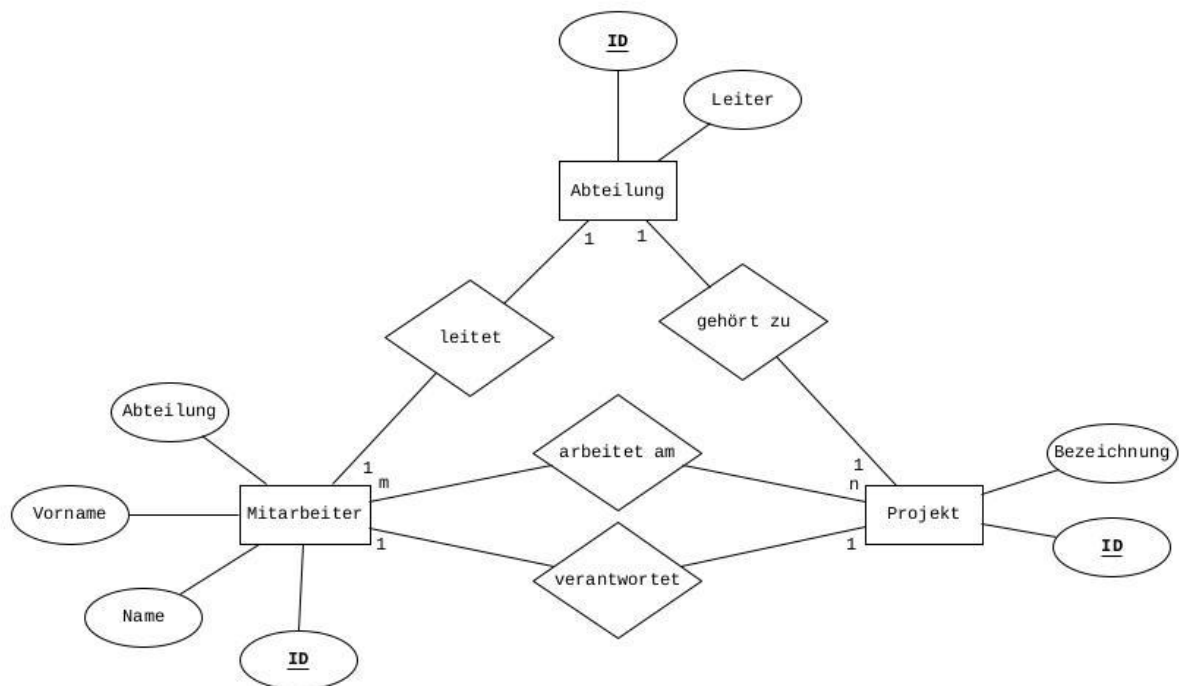 ID
Leiter
Abteilung
1
1
leitet
gehört zu
Abteilung
arbeitet am
Bezeichnung
1
m
1
n
Vorname
Mitarbeiter
Projekt
ID
1
1
verantwortet
Name
ID